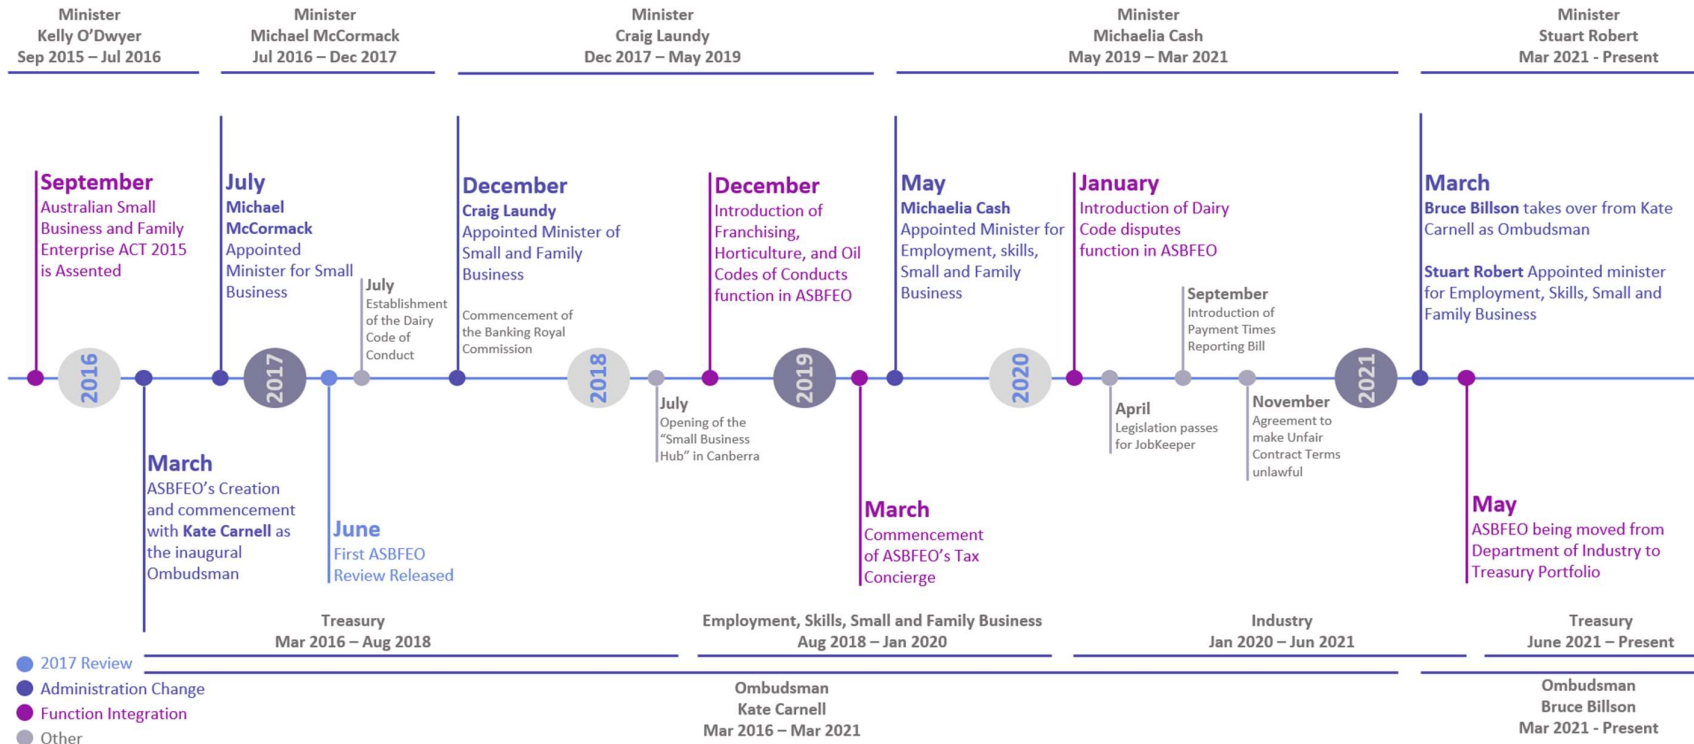 Minister
Kelly O'Dwyer
Sep 2015 – Jul 2016
Minister
Michael McCormack
Jul 2016 – Dec 2017
Minister
Craig Laundy
Dec 2017 – May 2019
Minister
Michaelia Cash
May 2019 – Mar 2021
Minister
Stuart Robert
Mar 2021 - Present
September
Australian Small
Business and Family
Enterprise ACT 2015
is Assented
July
Michael
McCormack
Appointed
Minister for Small
Business
July
Establishment
of the Dairy
Code of
Conduct
December
Craig Laundy
Appointed Minister of
Small and Family
Business
Commencement of
the Banking Royal
Commission
December
Introduction of
Franchising,
Horticulture, and Oil
Codes of Conducts
function in ASBFEO
May
Michaelia Cash
Appointed Minister for
Employment, skills,
Small and Family
Business
January
Introduction of Dairy
Code disputes
function in ASBFEO
September
Introduction of
Payment Times
Reporting Bill
March
Bruce Billson takes over from Kate
Carnell as Ombudsman
Stuart Robert Appointed minister
for Employment, Skills, Small and
Family Business
2016
2017
2018
2019
2020
2021
March
ASBFEO's Creation
and commencement
with Kate Carnell as
the inaugural
Ombudsman
June
First ASBFEO
Review Released
July
Opening of the
"Small Business
Hub" in Canberra
March
Commencement
of ASBFEO's Tax
Concierge
April
Legislation passes
for JobKeeper
November
Agreement to
make Unfair
Contract Terms
unlawful
May
ASBFEO being moved from
Department of Industry to
Treasury Portfolio
Treasury
Mar 2016 – Aug 2018
Employment, Skills, Small and Family Business
Aug 2018 – Jan 2020
Industry
Jan 2020 – Jun 2021
Treasury
June 2021 – Present
Ombudsman
Kate Carnell
Mar 2016 – Mar 2021
Ombudsman
Bruce Billson
Mar 2021 - Present
2017 Review
Administration Change
Function Integration
Other